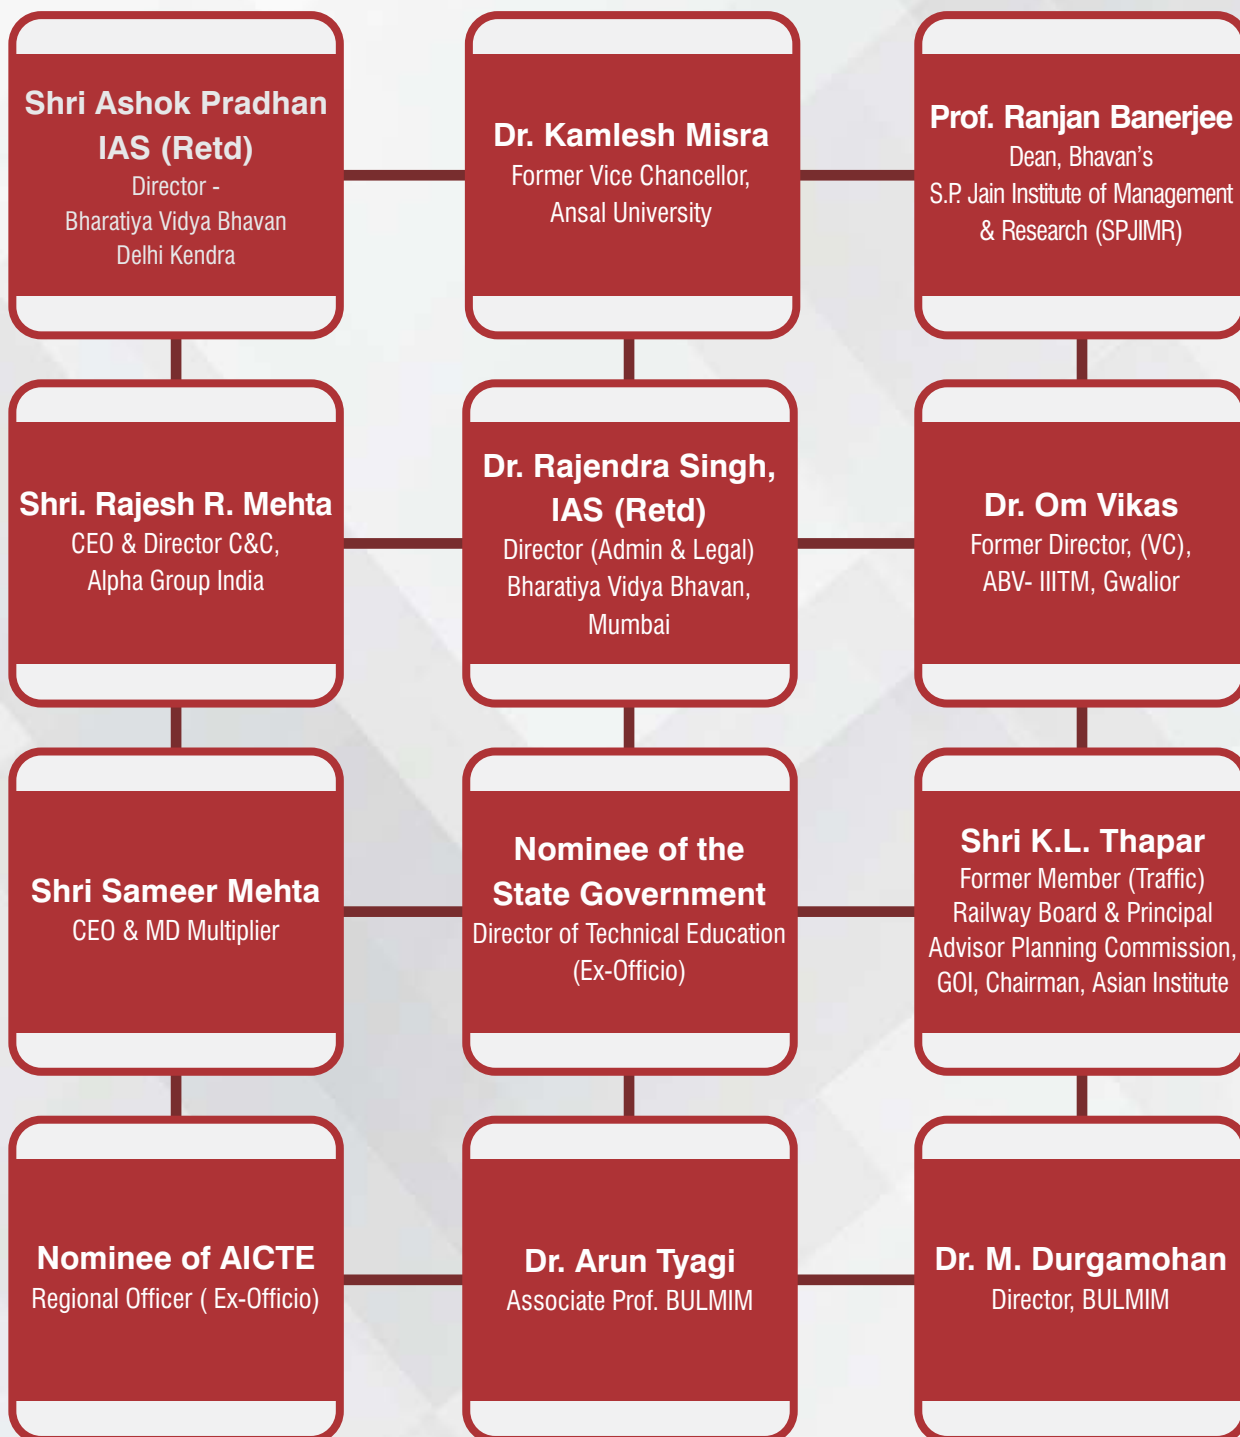 Shri Ashok Pradhan
IAS (Retd)
Director -
Bharatiya Vidya Bhavan
Delhi Kendra
Dr. Kamlesh Misra
Former Vice Chancellor,
Ansal University
Prof. Ranjan Banerjee
Dean, Bhavan's
S.P. Jain Institute of Management
& Research (SPJIMR)
Shri. Rajesh R. Mehta
CEO & Director C&C,
Alpha Group India
Dr. Rajendra Singh,
IAS (Retd)
Director (Admin & Legal)
Bharatiya Vidya Bhavan,
Mumbai
Dr. Om Vikas
Former Director, (VC),
ABV- IIITM, Gwalior
Shri Sameer Mehta
CEO & MD Multiplier
Nominee of the
State Government
Director of Technical Education
(Ex-Officio)
Shri K.L. Thapar
Former Member (Traffic)
Railway Board & Principal
Advisor Planning Commission,
GOI, Chairman, Asian Institute
Nominee of AICTE
Regional Officer ( Ex-Officio)
Dr. Arun Tyagi
Associate Prof. BULMIM
Dr. M. Durgamohan
Director, BULMIM